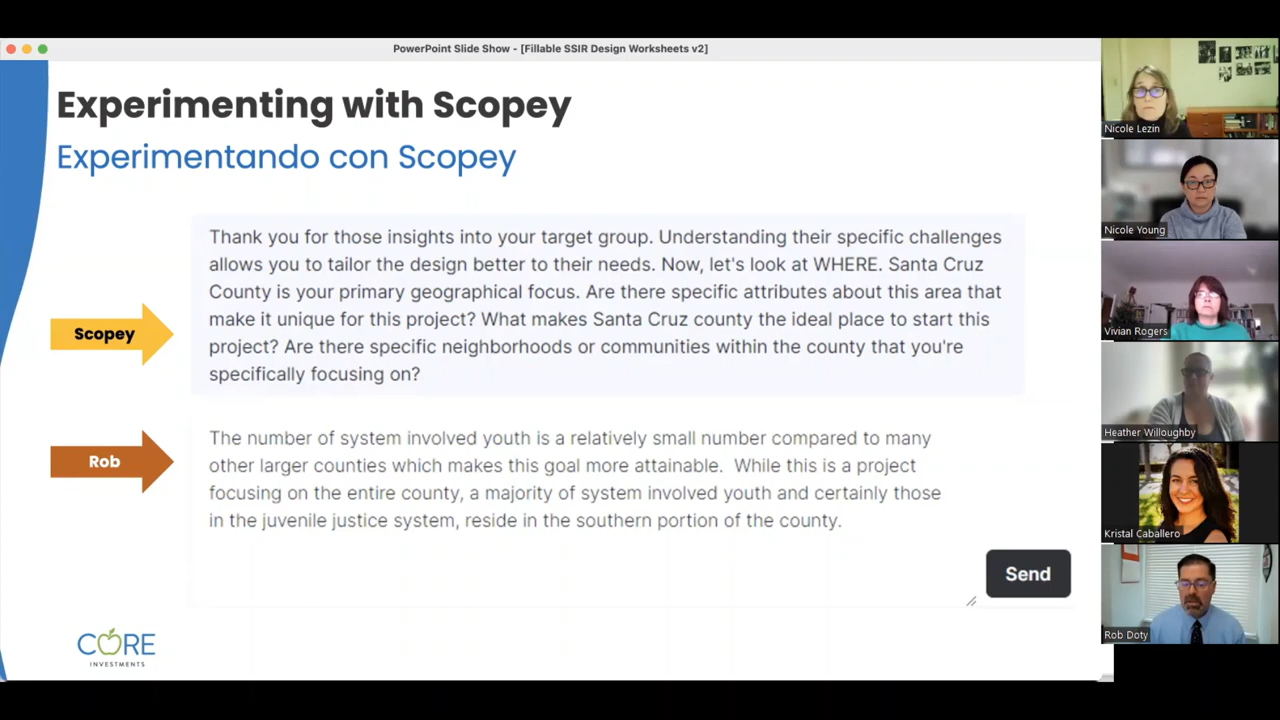 PowerPoint Slide Show - [Fillable SSIR Design Worksheets v2]
Experimenting with Scopey
Experimentando con Scopey
Scopey
Thank you for those insights into your target group. Understanding their specific challenges
allows you to tailor the design better to their needs. Now, let's look at WHERE. Santa Cruz
County is your primary geographical focus. Are there specific attributes about this area that
make it unique for this project? What makes Santa Cruz county the ideal place to start this
project? Are there specific neighborhoods or communities within the county that you're
specifically focusing on?
Rob
The number of system involved youth is a relatively small number compared to many
other larger counties which makes this goal more attainable.  While this is a project
focusing on the entire county, a majority of system involved youth and certainly those
in the juvenile justice system, reside in the southern portion of the county.
Send
CORE
INVESTMENTS
Nicole Lezin
Nicole Young
Vivian Rogers
Heather Willoughby
Kristal Caballero
Rob Doty